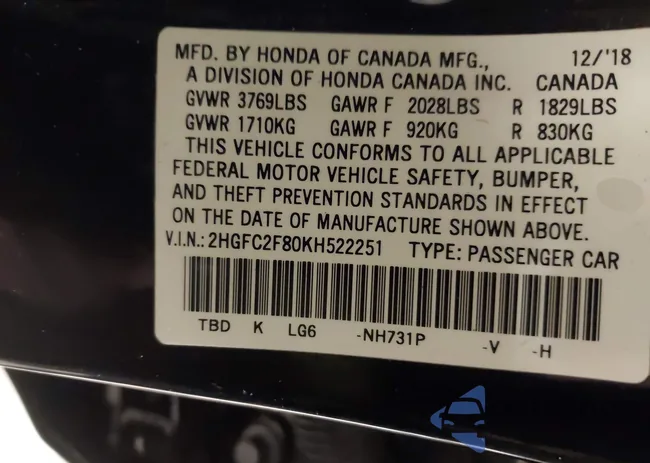 MFD. BY HONDA OF CANADA MFG., 12/'18
A DIVISION OF HONDA CANADA INC. CANADA
GVWR 3769LBS GAWR F 2028LBS R 1829LBS
GVWR 1710KG GAWR F 920KG R 830KG
THIS VEHICLE CONFORMS TO ALL APPLICABLE
FEDERAL MOTOR VEHICLE SAFETY, BUMPER,
AND THEFT PREVENTION STANDARDS IN EFFECT
ON THE DATE OF MANUFACTURE SHOWN ABOVE.
V.I.N.: 2HGFC2F80KH522251 TYPE: PASSENGER CAR
TBD K LG6 -NH731P -V -H